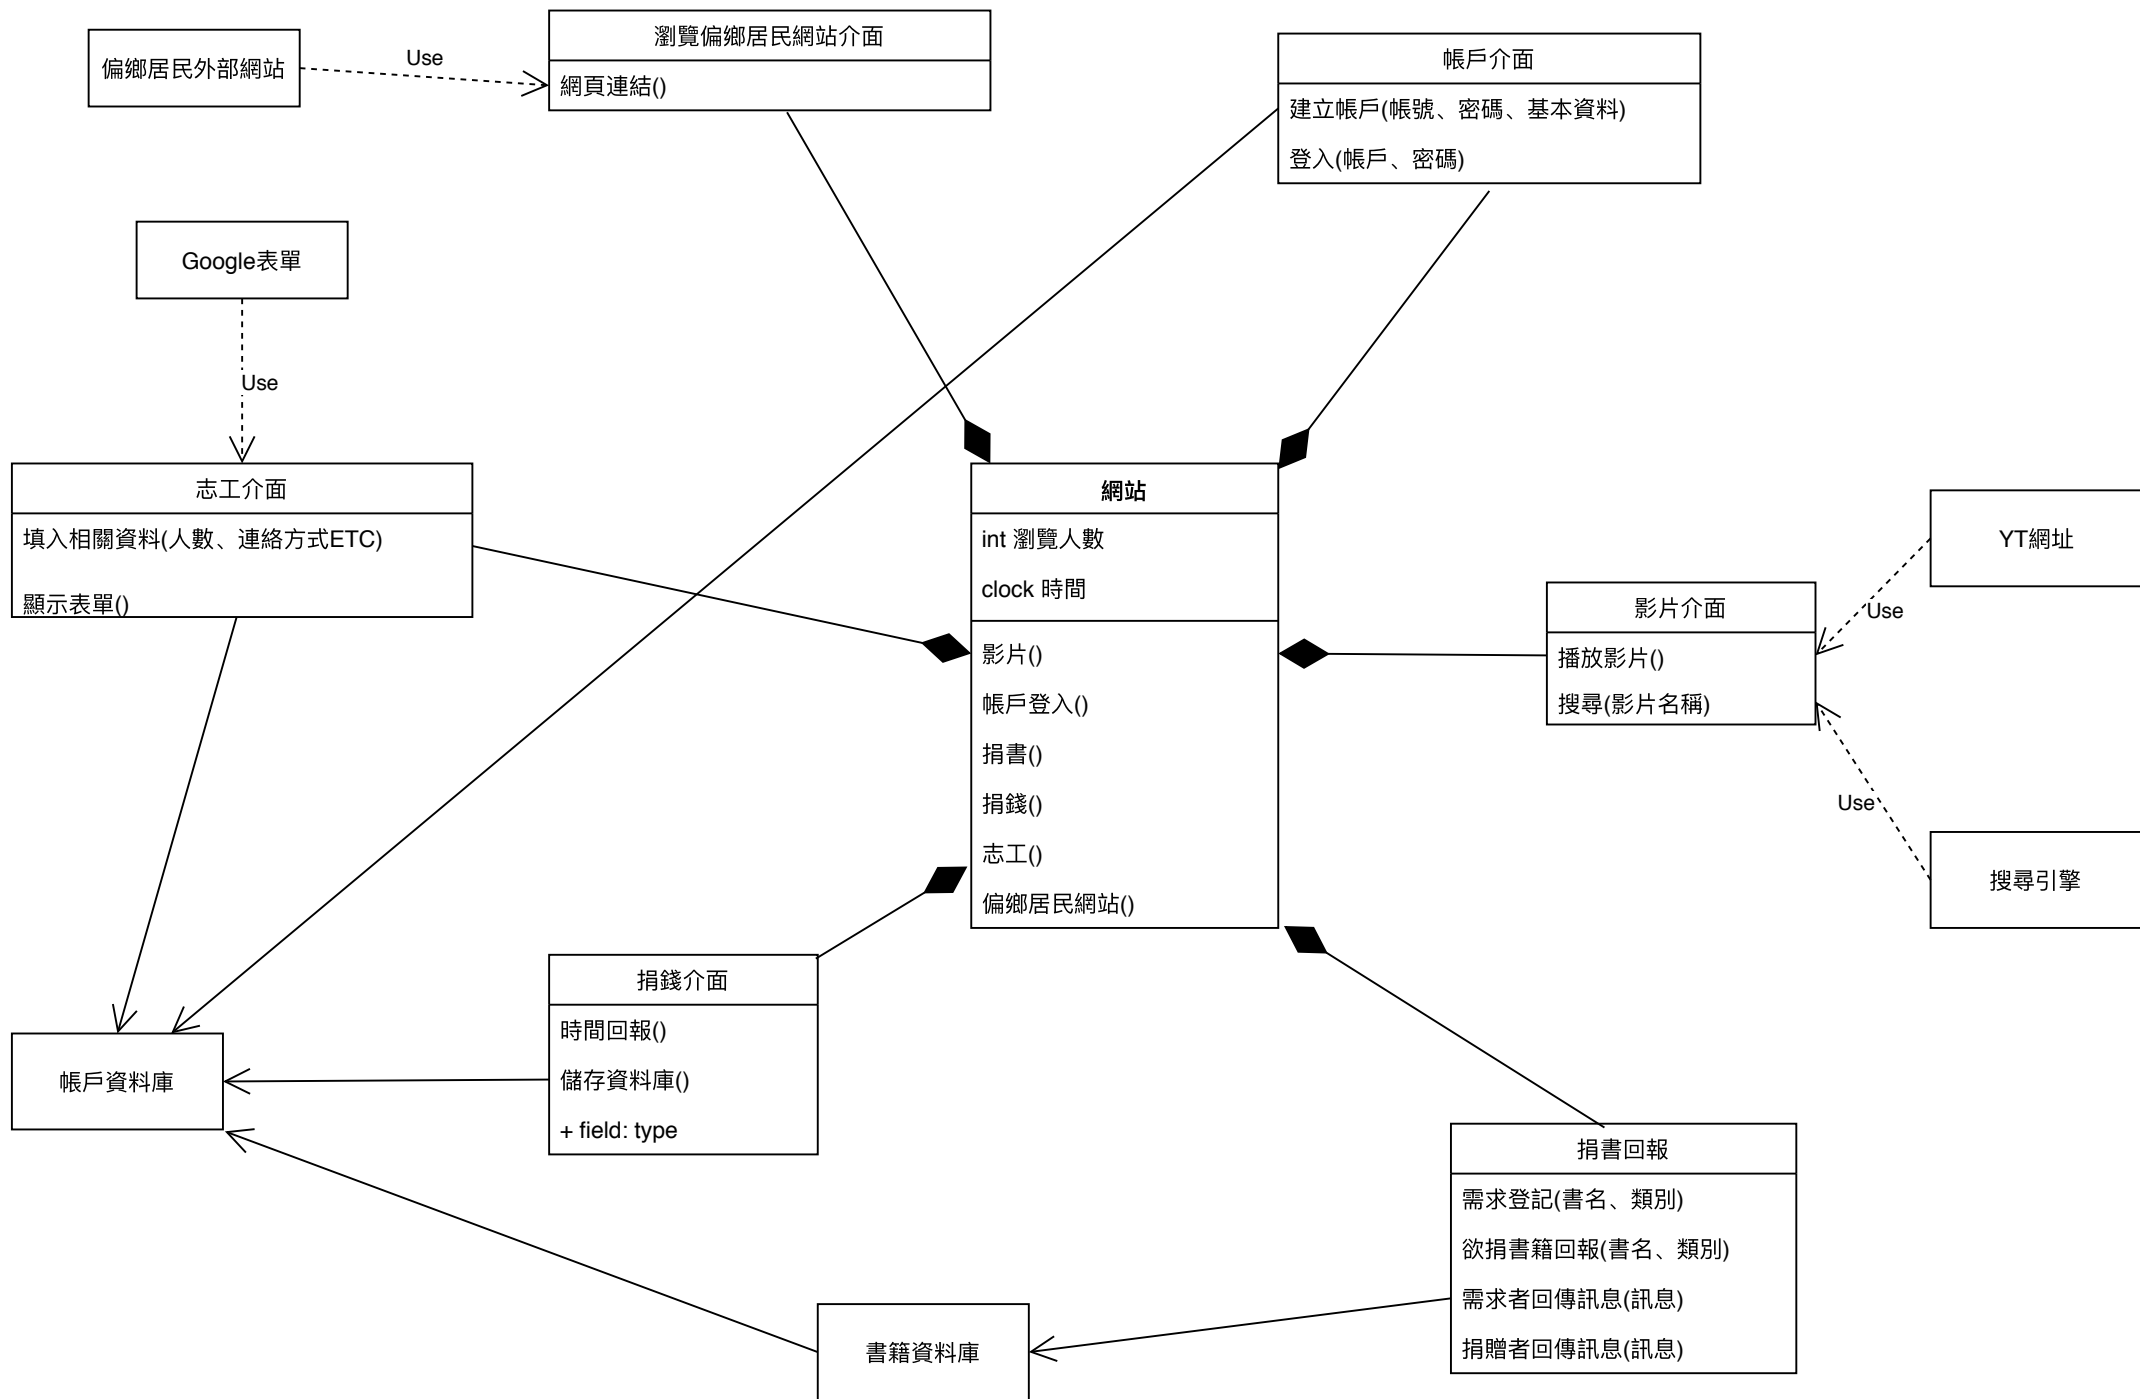 瀏覽偏鄉居民網站介面
網頁連結()
偏鄉居民外部網站
Use
帳戶介面
建立帳戶(帳號、密碼、基本資料)
登入(帳戶、密碼)
Google表單
Use
志工介面
填入相關資料(人數、連絡方式ETC)
顯示表單()
網站
int 瀏覽人數
clock 時間
影片()
帳戶登入()
捐書()
捐錢()
志工()
偏鄉居民網站()
YT網址
Use
影片介面
播放影片()
搜尋(影片名稱)
Use
搜尋引擎
捐錢介面
時間回報()
儲存資料庫()
+ field: type
帳戶資料庫
捐書回報
需求登記(書名、類別)
欲捐書籍回報(書名、類別)
需求者回傳訊息(訊息)
捐贈者回傳訊息(訊息)
書籍資料庫